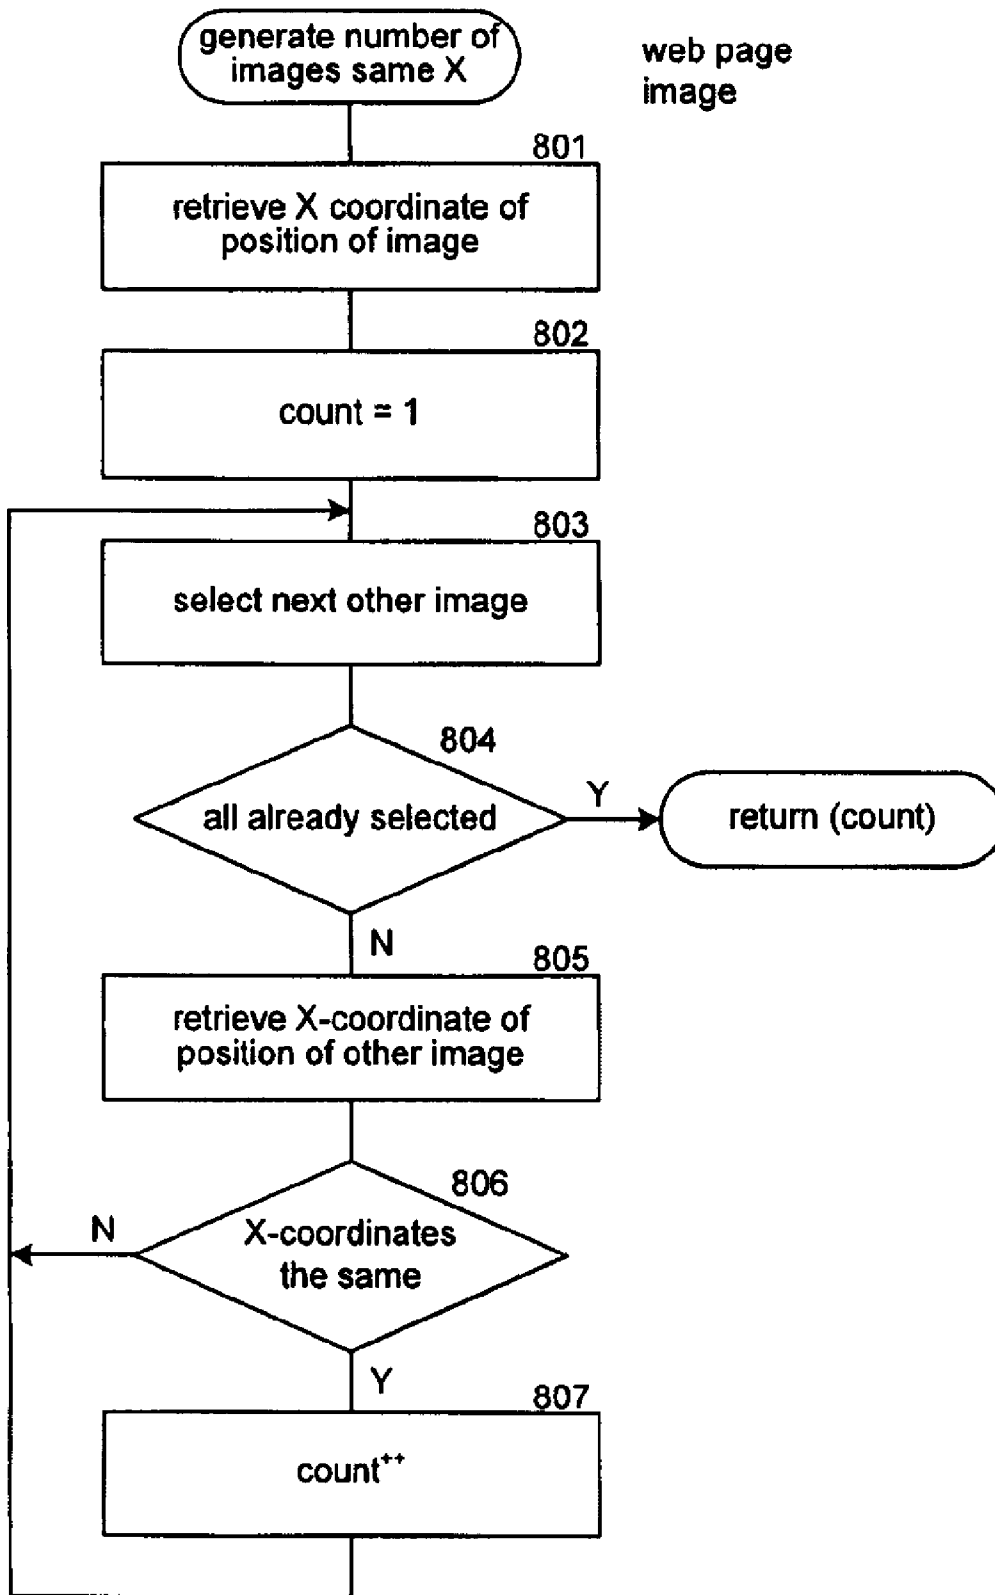 generate number of
images same X
web page
image
801
retrieve X coordinate of
position of image
802
count = 1
803
select next other image
804
all already selected
Y
return (count)
N
805
retrieve X-coordinate of
position of other image
806
N
X-coordinates
the same
Y
807
count++